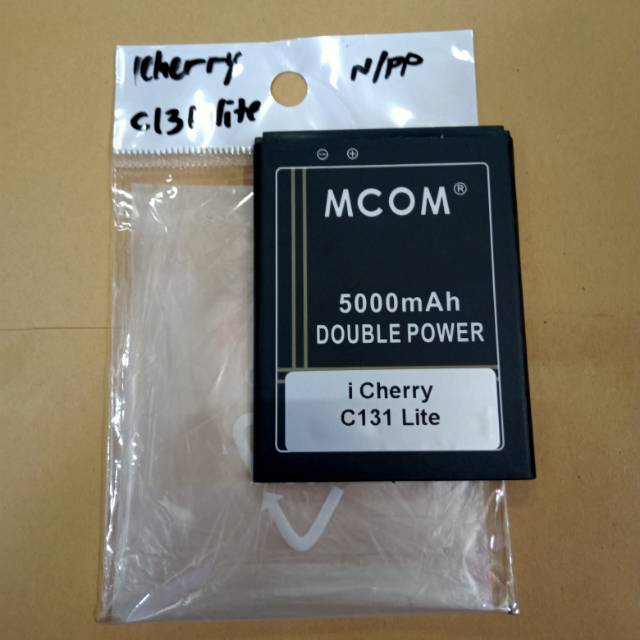 icherry N/PP
C131 lite
⊖ ⊕
MCOM®
5000mAh
DOUBLE POWER
i Cherry
C131 Lite